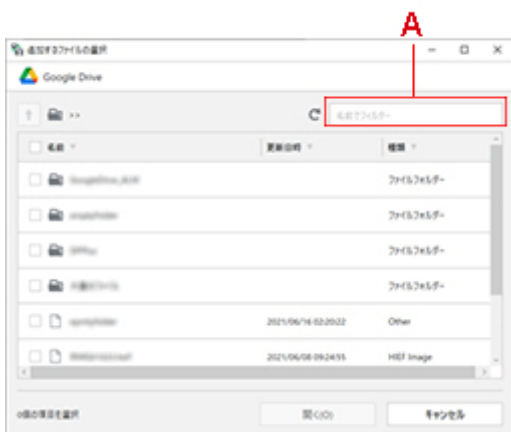 A
追加するファイルの選択
Google Drive
>>
名前でフィルター
名前 更新日時 種類
ファイルフォルダー
ファイルフォルダー
ファイルフォルダー
ファイルフォルダー
2021/06/16 02:20:22 Other
2021/06/08 09:24:55 HEIF Image
0個の項目を選択 開く(O) キャンセル